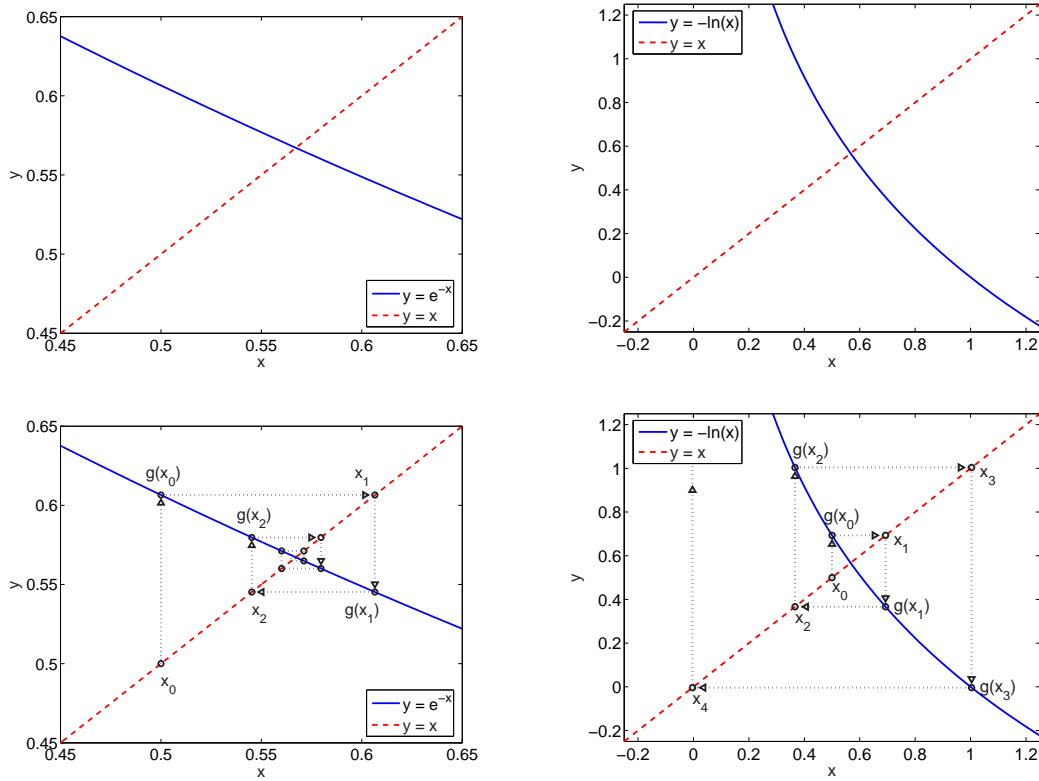 0.65
0.6
0.55
0.5
0.45
0.45 0.5 0.55 0.6 0.65
x
y
y = e^{-x}
y = x
1.2
1
0.8
0.6
0.4
0.2
0
−0.2
−0.2 0 0.2 0.4 0.6 0.8 1 1.2
x
y
y = −ln(x)
y = x
0.65
0.6
0.55
0.5
0.45
0.45 0.5 0.55 0.6 0.65
x
y
g(x₀)
x₁
g(x₂)
x₂
g(x₁)
x₀
y = e^{-x}
y = x
1.2
1
0.8
0.6
0.4
0.2
0
−0.2
−0.2 0 0.2 0.4 0.6 0.8 1 1.2
x
y
y = −ln(x)
y = x
g(x₂)
x₃
g(x₀)
x₁
x₀
x₂
g(x₁)
x₄
g(x₃)